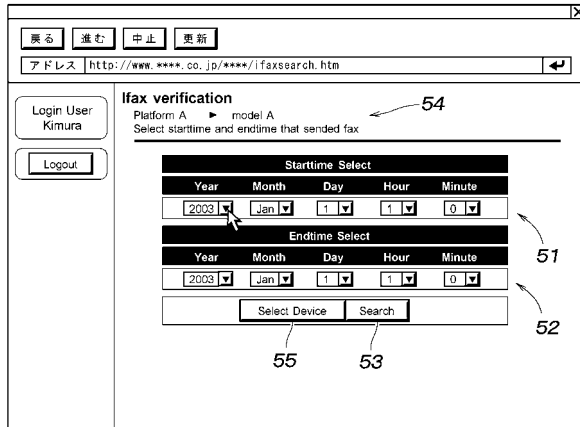 戻る 進む 中止 更新
アドレス http://www.****.co.jp/****/ifaxsearch.htm
Login User
Kimura
Logout
Ifax verification
Platform A ► model A
Select starttime and endtime that sended fax
54
Starttime Select
Year Month Day Hour Minute
2003 Jan 1 1 0
51
Endtime Select
Year Month Day Hour Minute
2003 Jan 1 1 0
52
Select Device Search
55 53